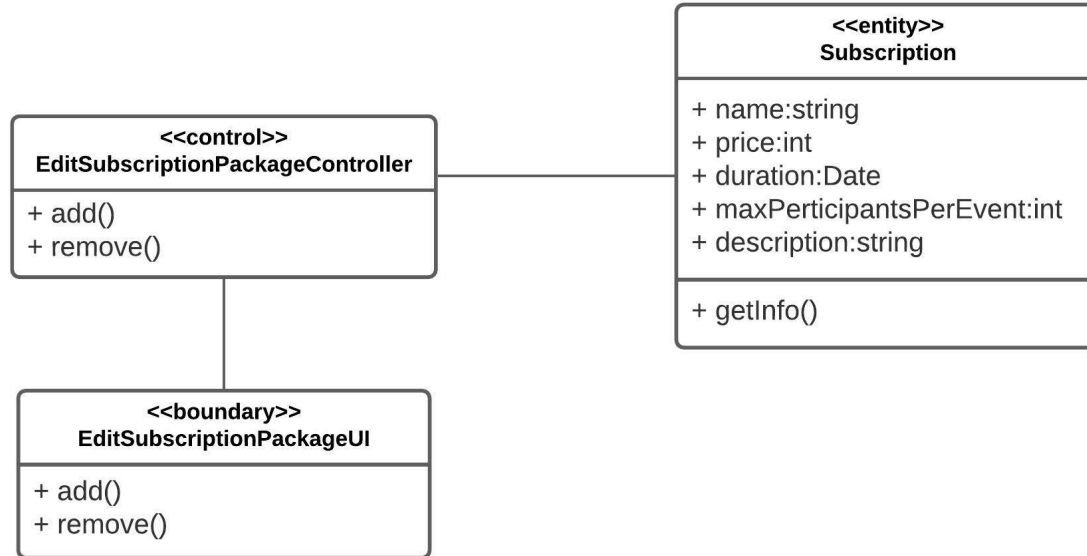 <<entity>>
Subscription
+ name:string
+ price:int
+ duration:Date
+ maxPerticipantsPerEvent:int
+ description:string
+ getInfo()
<<control>>
EditSubscriptionPackageController
+ add()
+ remove()
<<boundary>>
EditSubscriptionPackageUI
+ add()
+ remove()